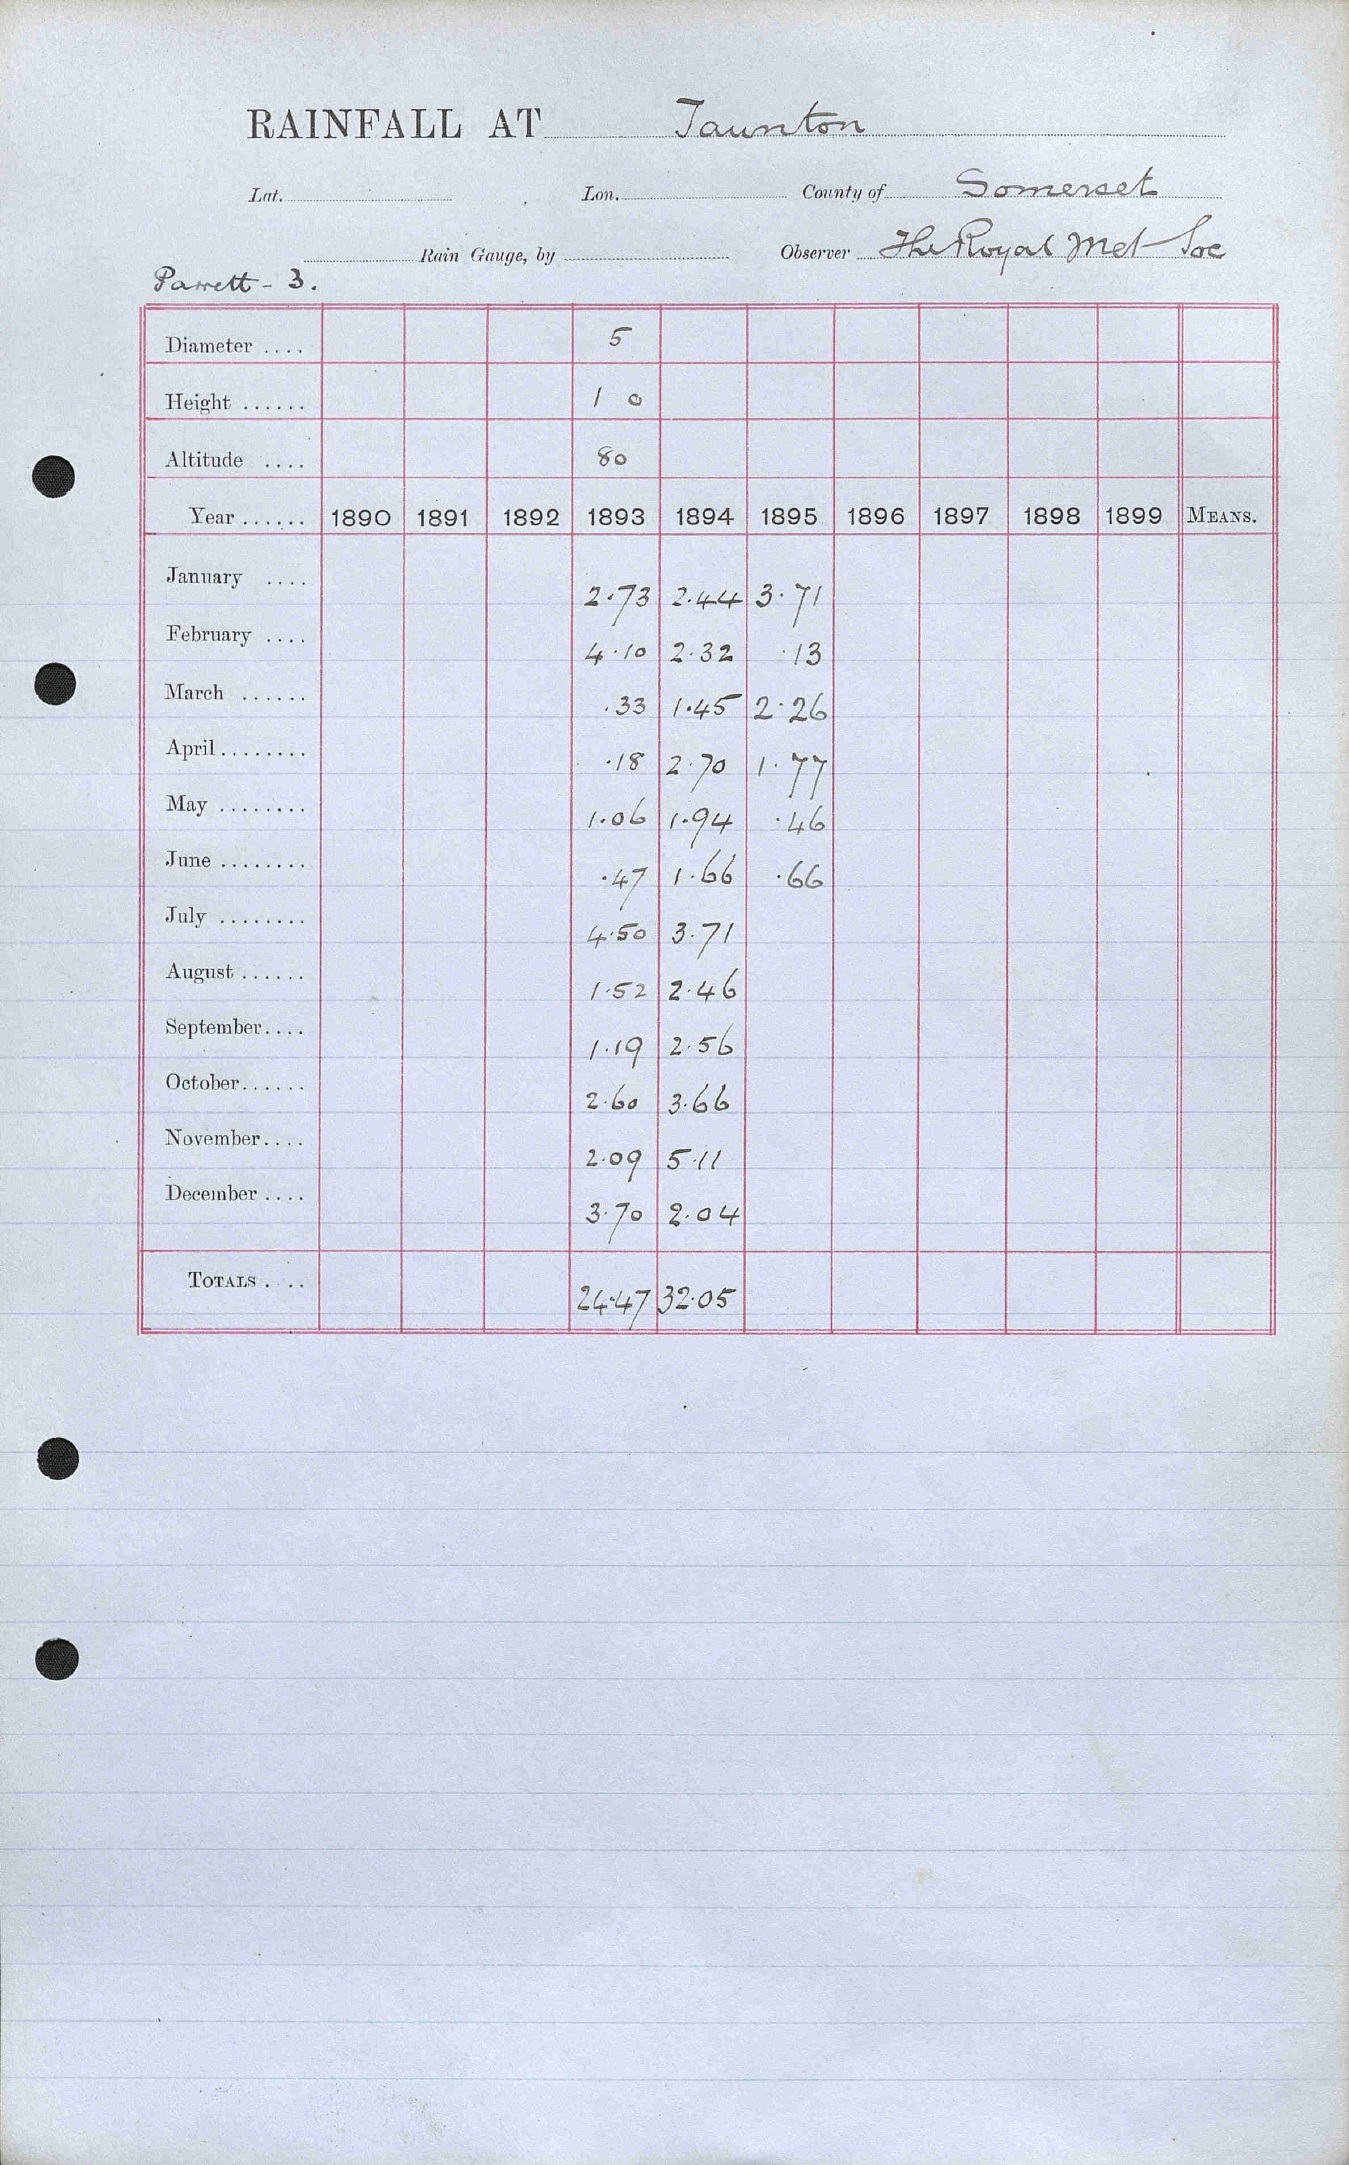 RAINFALL AT Taunton
Lat. Lon. County of Somerset
Rain Gauge, by Observer The Royal Met Soc
Parrett - 3.
Diameter .... 5
Height ...... 1 0
Altitude .... 80
Year ...... 1890 1891 1892 1893 1894 1895 1896 1897 1898 1899 MEANS.
January .... 2.73 2.44 3.71
February .... 4.10 2.32 .13
March ...... .33 1.45 2.26
April ........ .18 2.70 1.77
May ........ 1.06 1.94 .46
June ........ .47 1.66 .66
July ........ 4.50 3.71
August ...... 1.52 2.46
September .... 1.19 2.56
October ...... 2.60 3.66
November .... 2.09 5.11
December .... 3.70 2.04
TOTALS . .. 24.47 32.05